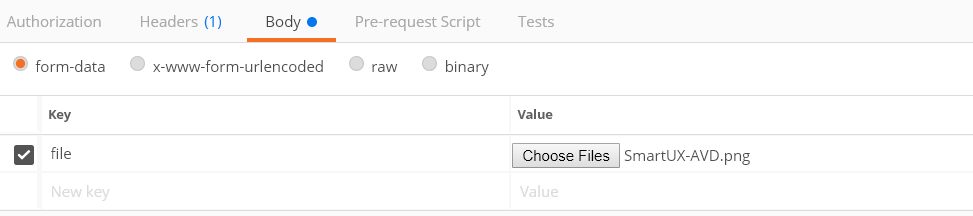 Authorization Headers (1) Body Pre-request Script Tests
form-data x-www-form-urlencoded raw binary
Key Value
file Choose Files SmartUX-AVD.png
New key Value